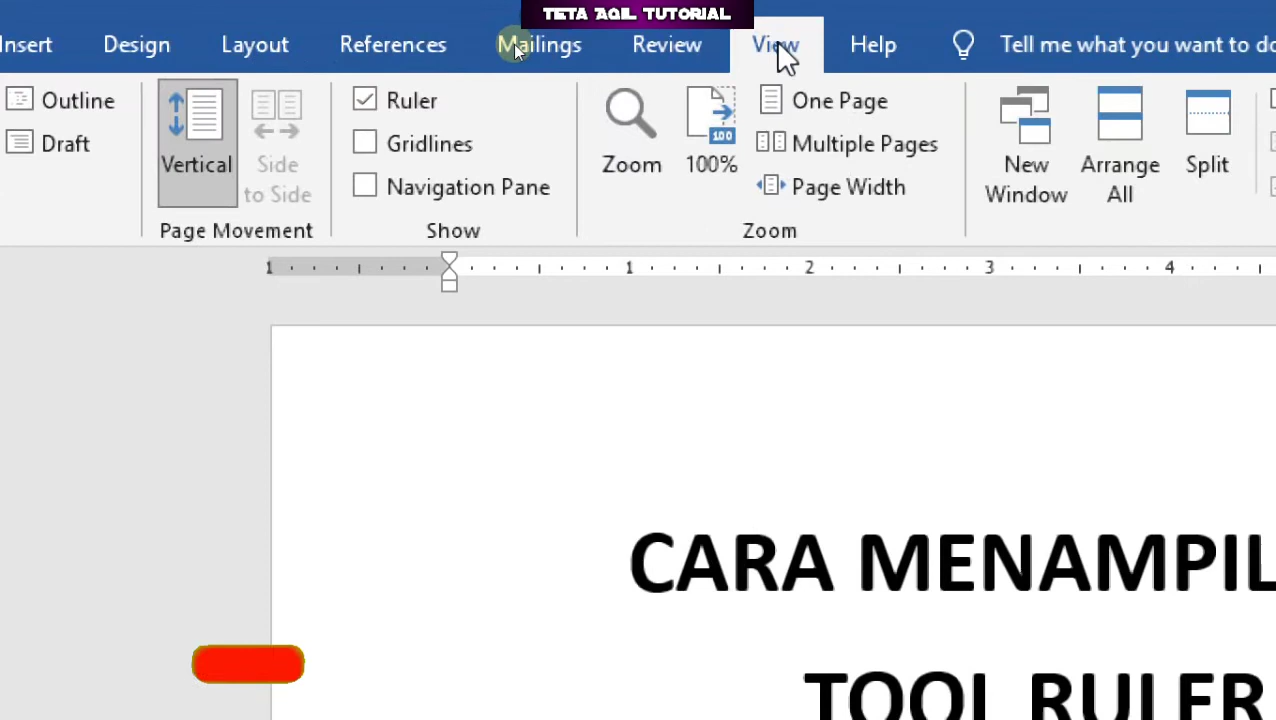 TETA AQIL TUTORIAL
Insert Design Layout References Mailings Review View Help Tell me what you want to do
Outline
Draft
Vertical
Side to Side
Page Movement
Ruler
Gridlines
Navigation Pane
Show
Zoom
100
100%
One Page
Multiple Pages
Page Width
Zoom
New Window
Arrange All
Split
1 1 2 3 4
CARA MENAMPIL
TOOL RULER